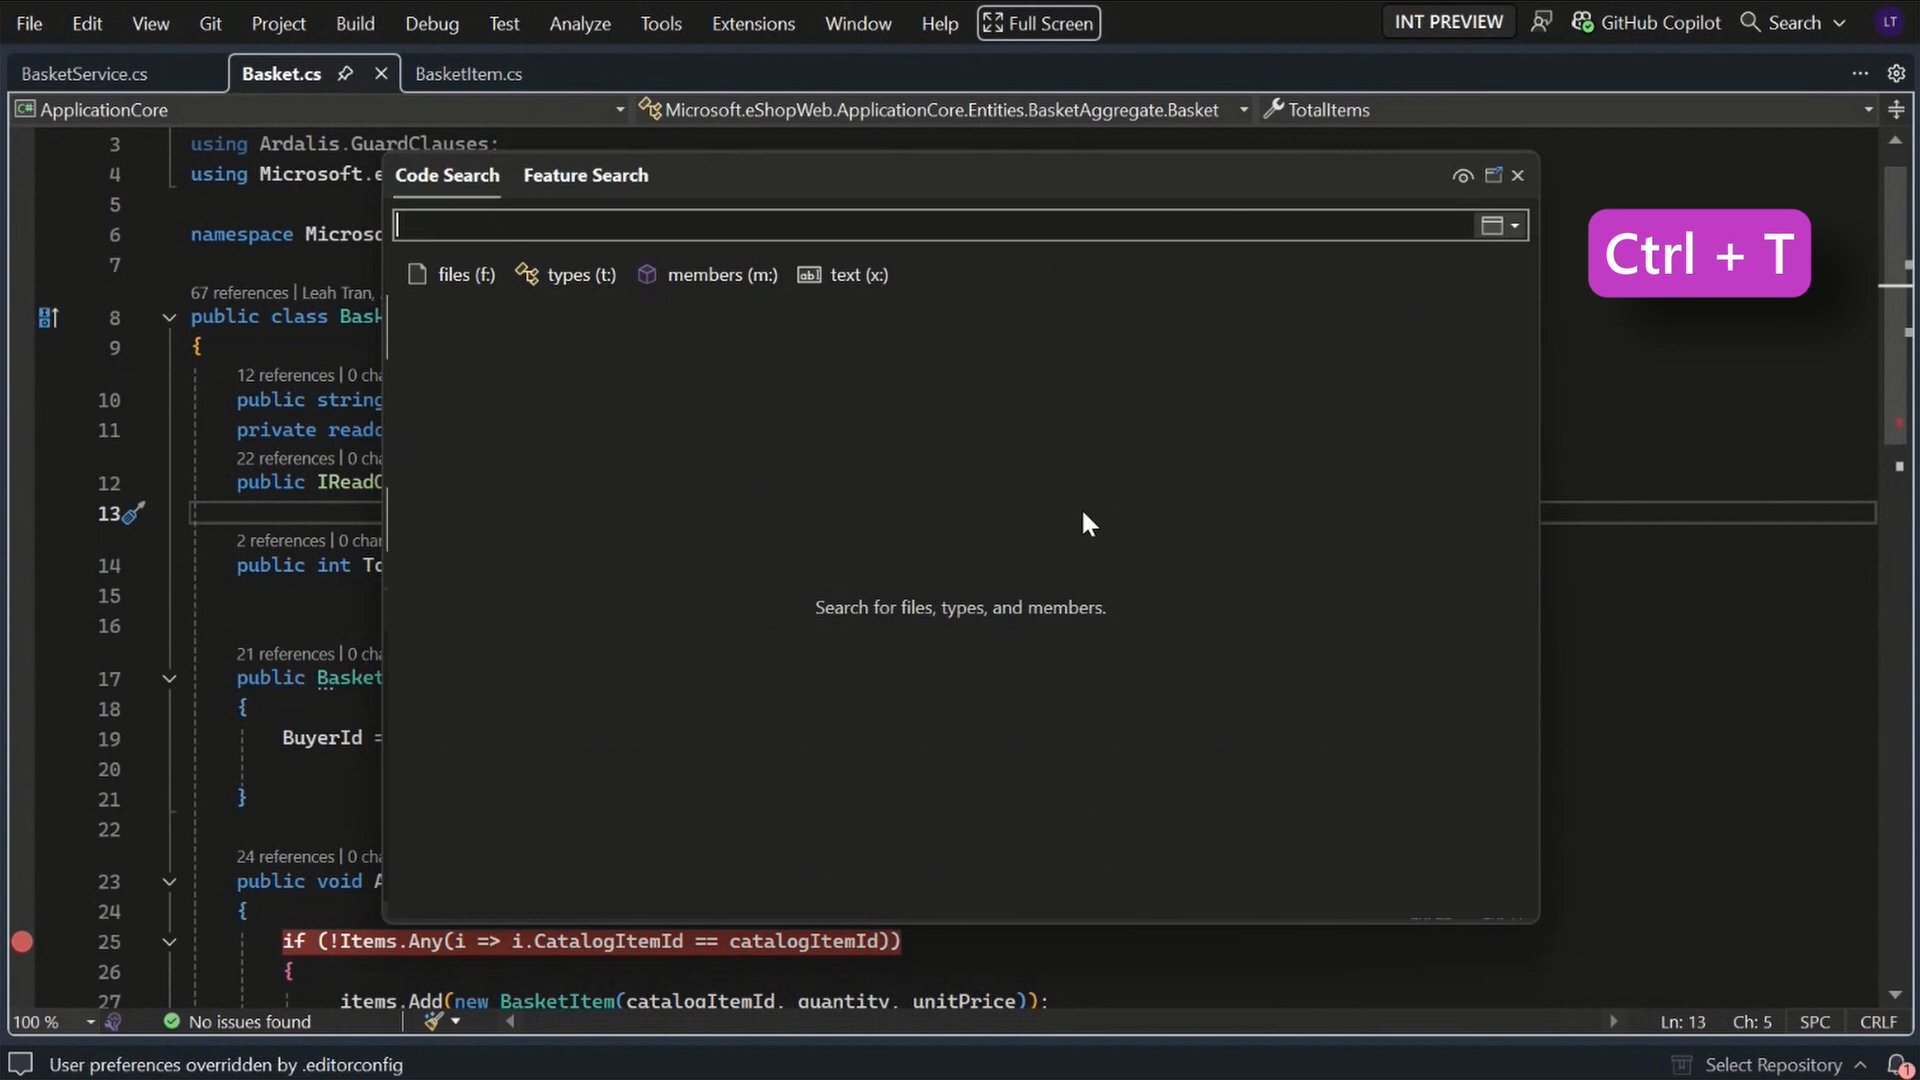 File Edit View Git Project Build Debug Test Analyze Tools Extensions Window Help Full Screen INT PREVIEW GitHub Copilot Search LT
BasketService.cs Basket.cs BasketItem.cs
C# ApplicationCore Microsoft.eShopWeb.ApplicationCore.Entities.BasketAggregate.Basket TotalItems
3 using Ardalis.GuardClauses;
4 using Microsoft.e
Code Search Feature Search
5
6 namespace Microso
7
files (f:) types (t:) members (m:) ab text (x:)
Ctrl + T
67 references | Leah Tran,
8 public class Bask
9 {
12 references | 0 cha
10 public string
11 private reado
22 references | 0 cha
12 public IReadO
13
2 references | 0 char
14 public int To
15
Search for files, types, and members.
16
21 references | 0 cha
17 public Basket
18 {
19 BuyerId =
20
21 }
22
24 references | 0 cha
23 public void A
24 {
25 if (!Items.Any(i => i.CatalogItemId == catalogItemId))
26 {
27 items.Add(new BasketItem(catalogItemId, quantity, unitPrice));
100 % No issues found Ln: 13 Ch: 5 SPC CRLF
User preferences overridden by .editorconfig Select Repository 1